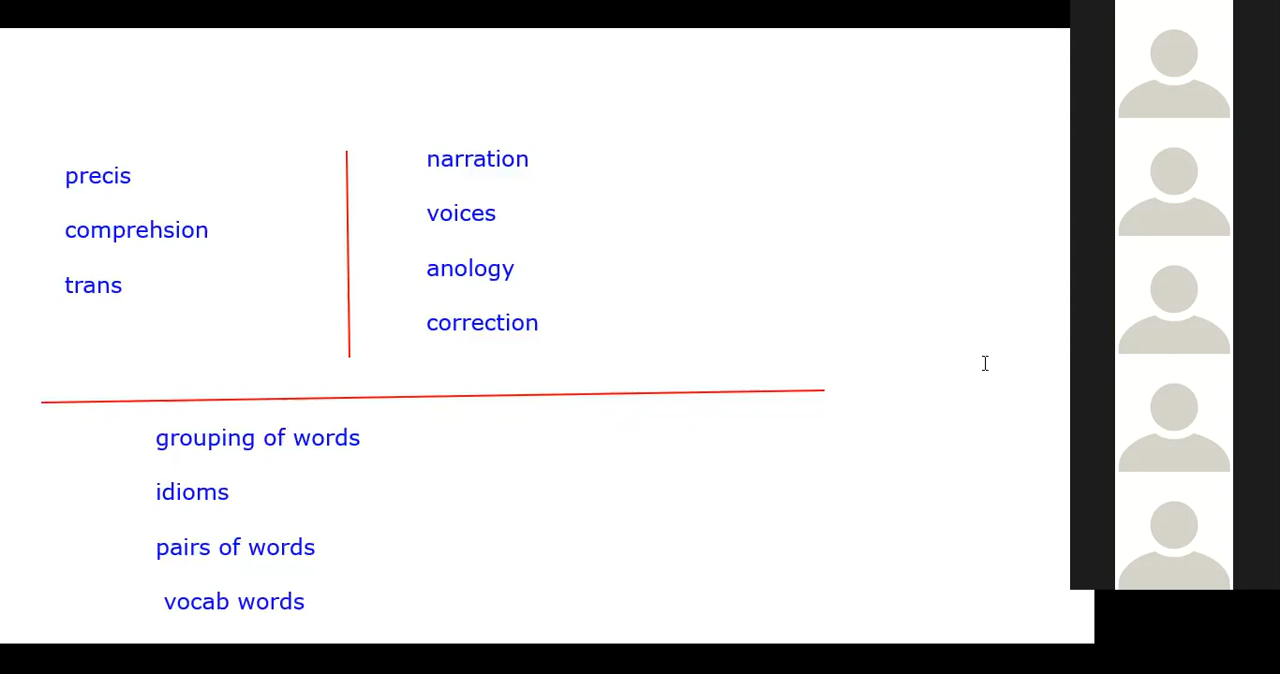 precis
comprehsion
trans
narration
voices
anology
correction
grouping of words
idioms
pairs of words
vocab words